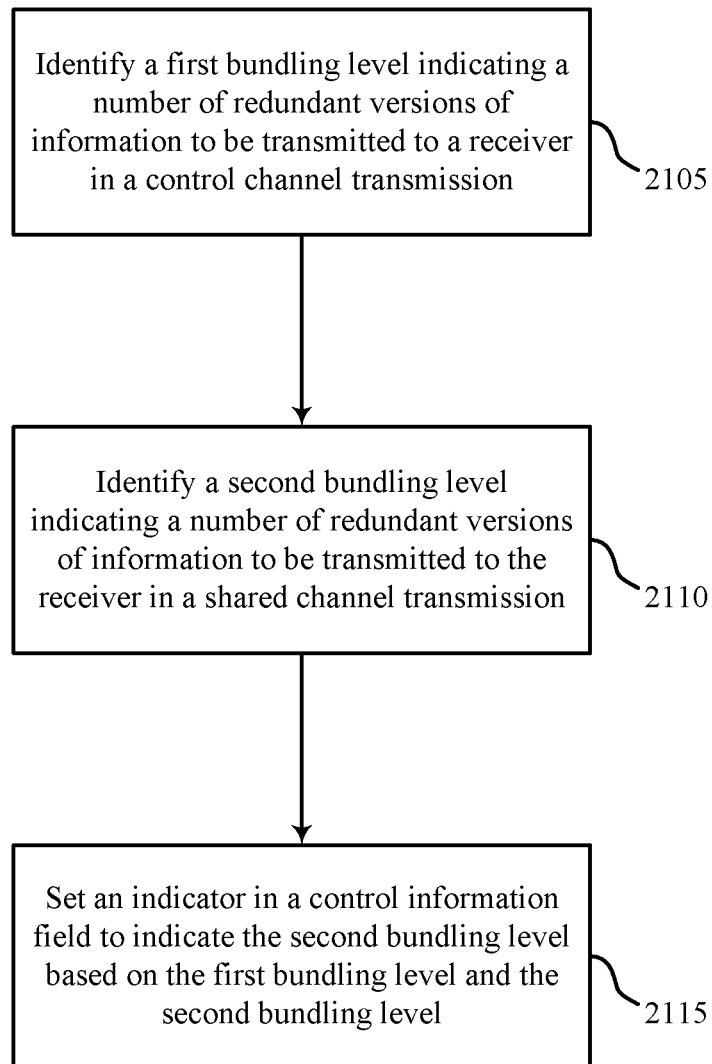 Identify a first bundling level indicating a
number of redundant versions of
information to be transmitted to a receiver
in a control channel transmission
2105
Identify a second bundling level
indicating a number of redundant versions
of information to be transmitted to the
receiver in a shared channel transmission
2110
Set an indicator in a control information
field to indicate the second bundling level
based on the first bundling level and the
second bundling level
2115